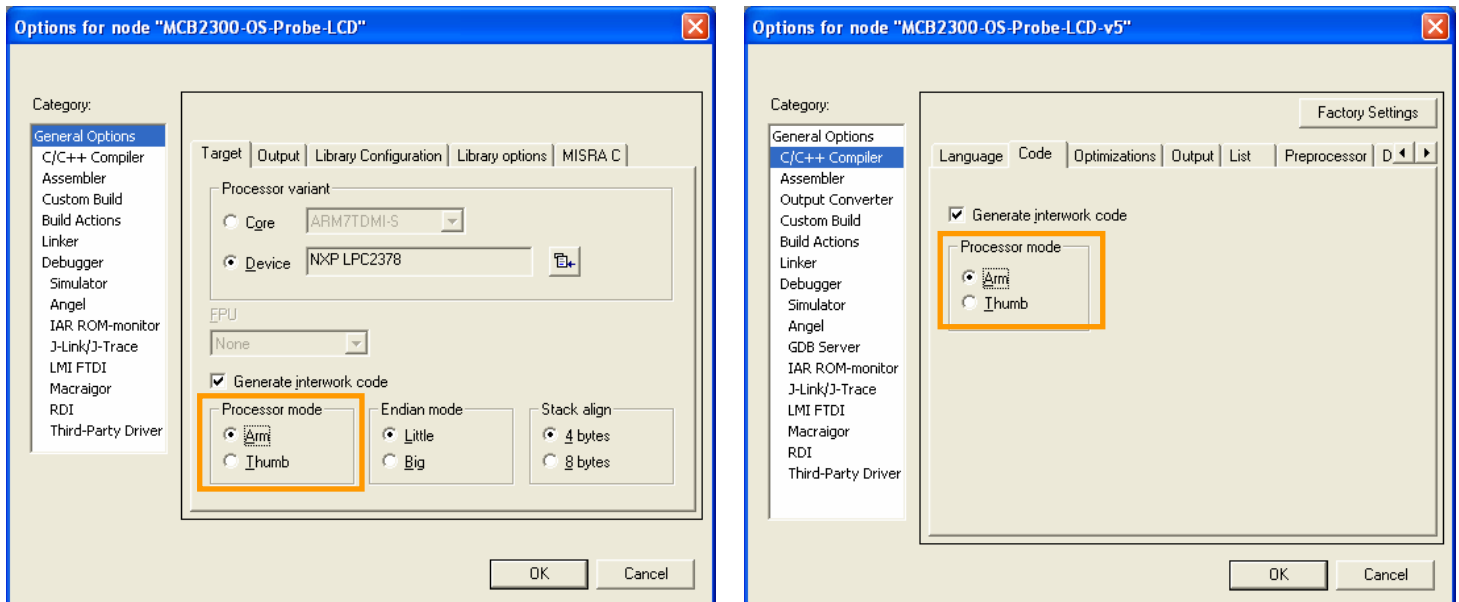 Options for node "MCB2300-OS-Probe-LCD"
Category:
General Options
C/C++ Compiler
Assembler
Custom Build
Build Actions
Linker
Debugger
Simulator
Angel
IAR ROM-monitor
J-Link/J-Trace
LMI FTDI
Macraigor
RDI
Third-Party Driver
Target Output Library Configuration Library options MISRA C
Processor variant
Core ARM7TDMI-S
Device NXP LPC2378
FPU
None
Generate interwork code
Processor mode Endian mode Stack align
Arm Little 4 bytes
Thumb Big 8 bytes
OK Cancel
Options for node "MCB2300-OS-Probe-LCD-v5"
Category:
General Options
C/C++ Compiler
Assembler
Output Converter
Custom Build
Build Actions
Linker
Debugger
Simulator
Angel
GDB Server
IAR ROM-monitor
J-Link/J-Trace
LMI FTDI
Macraigor
RDI
Third-Party Driver
Factory Settings
Language Code Optimizations Output List Preprocessor D
Generate interwork code
Processor mode
Arm
Thumb
OK Cancel